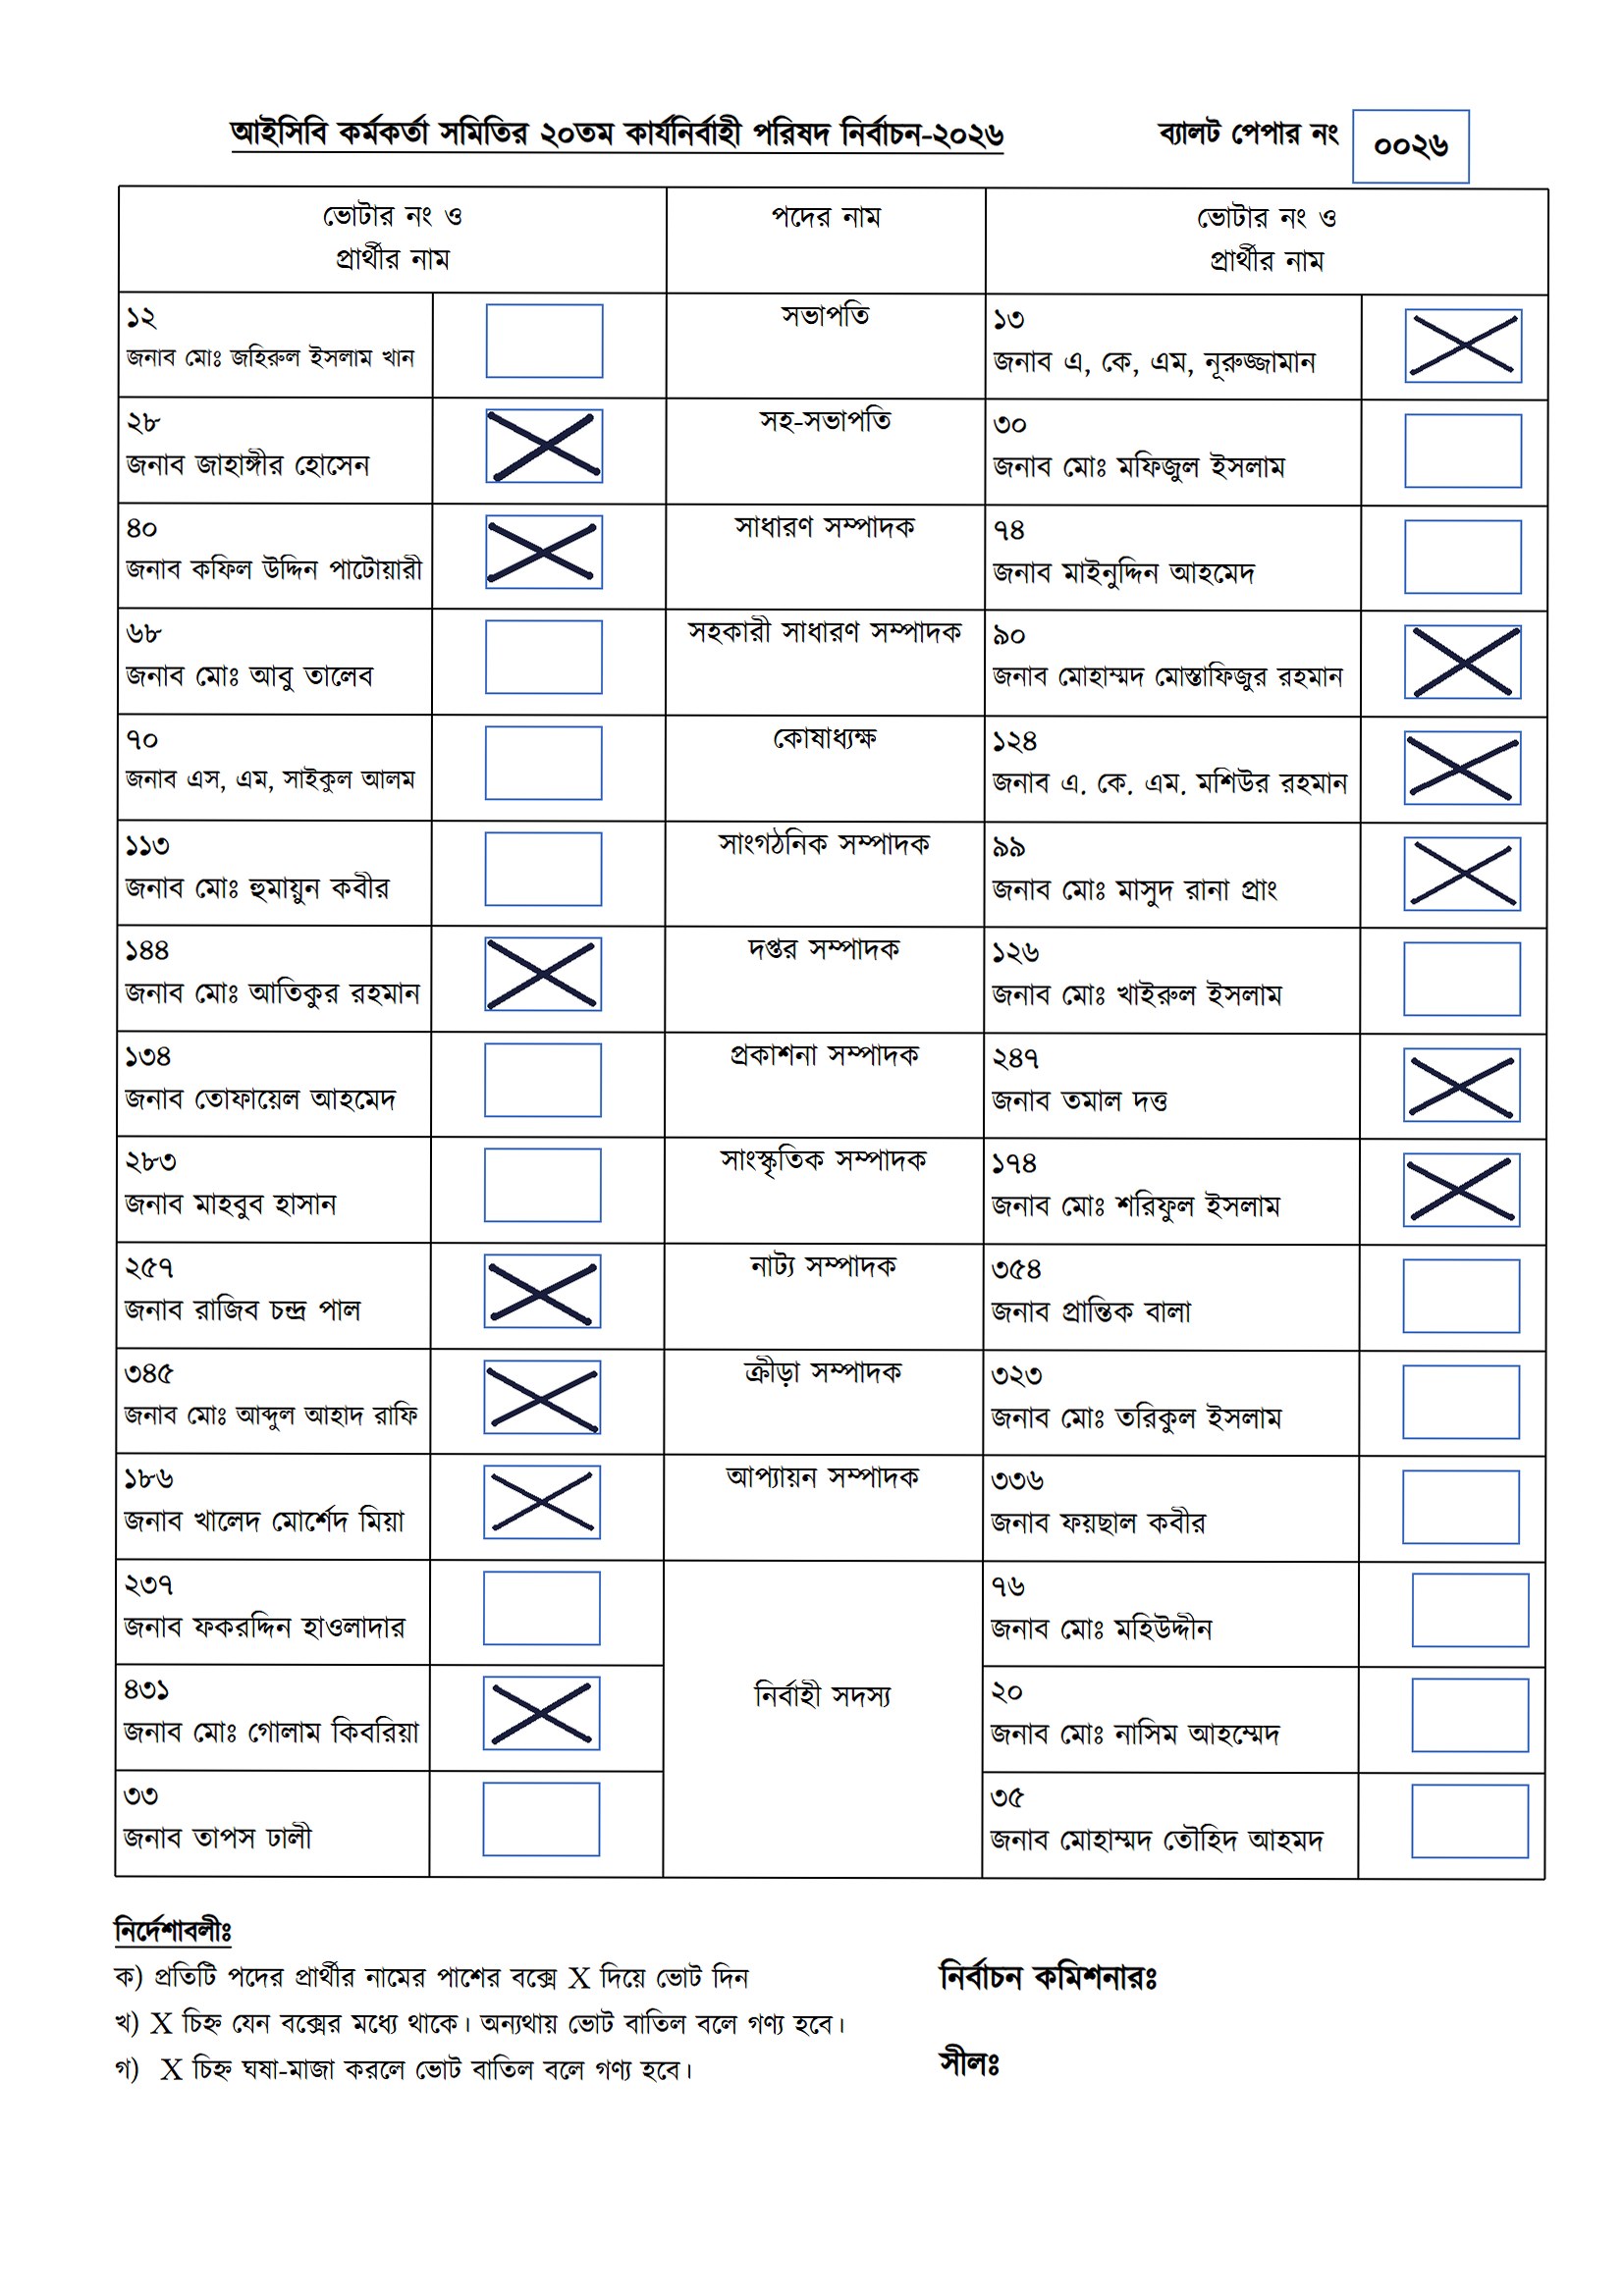 আইসিবি কর্মকর্তা সমিতির ২০তম কার্যনির্বাহী পরিষদ নির্বাচন-২০২৬ ব্যালট পেপার নং ০০২৬
ভোটার নং ও
প্রার্থীর নাম
পদের নাম
ভোটার নং ও
প্রার্থীর নাম
১২
জনাব মোঃ জহিরুল ইসলাম খান
সভাপতি
১৩
জনাব এ, কে, এম, নূরুজ্জামান
২৮
জনাব জাহাঙ্গীর হোসেন
সহ-সভাপতি
৩০
জনাব মোঃ মফিজুল ইসলাম
৪০
জনাব কফিল উদ্দিন পাটোয়ারী
সাধারণ সম্পাদক
৭৪
জনাব মাইনুদ্দিন আহমেদ
৬৮
জনাব মোঃ আবু তালেব
সহকারী সাধারণ সম্পাদক
৯০
জনাব মোহাম্মদ মোস্তাফিজুর রহমান
৭০
জনাব এস, এম, সাইকুল আলম
কোষাধ্যক্ষ
১২৪
জনাব এ. কে. এম. মশিউর রহমান
১১৩
জনাব মোঃ হুমায়ুন কবীর
সাংগঠনিক সম্পাদক
৯৯
জনাব মোঃ মাসুদ রানা প্রাং
১৪৪
জনাব মোঃ আতিকুর রহমান
দপ্তর সম্পাদক
১২৬
জনাব মোঃ খাইরুল ইসলাম
১৩৪
জনাব তোফায়েল আহমেদ
প্রকাশনা সম্পাদক
২৪৭
জনাব তমাল দত্ত
২৮৩
জনাব মাহবুব হাসান
সাংস্কৃতিক সম্পাদক
১৭৪
জনাব মোঃ শরিফুল ইসলাম
২৫৭
জনাব রাজিব চন্দ্র পাল
নাট্য সম্পাদক
৩৫৪
জনাব প্রান্তিক বালা
৩৪৫
জনাব মোঃ আব্দুল আহাদ রাফি
ক্রীড়া সম্পাদক
৩২৩
জনাব মোঃ তরিকুল ইসলাম
১৮৬
জনাব খালেদ মোর্শেদ মিয়া
আপ্যায়ন সম্পাদক
৩৩৬
জনাব ফয়ছাল কবীর
২৩৭
জনাব ফকরদ্দিন হাওলাদার
৭৬
জনাব মোঃ মহিউদ্দীন
৪৩১
জনাব মোঃ গোলাম কিবরিয়া
নির্বাহী সদস্য
২০
জনাব মোঃ নাসিম আহম্মেদ
৩৩
জনাব তাপস ঢালী
৩৫
জনাব মোহাম্মদ তৌহিদ আহমদ
নির্দেশাবলীঃ
ক) প্রতিটি পদের প্রার্থীর নামের পাশের বক্সে X দিয়ে ভোট দিন
খ) X চিহ্ন যেন বক্সের মধ্যে থাকে। অন্যথায় ভোট বাতিল বলে গণ্য হবে।
গ) X চিহ্ন ঘষা-মাজা করলে ভোট বাতিল বলে গণ্য হবে।
নির্বাচন কমিশনারঃ
সীলঃ